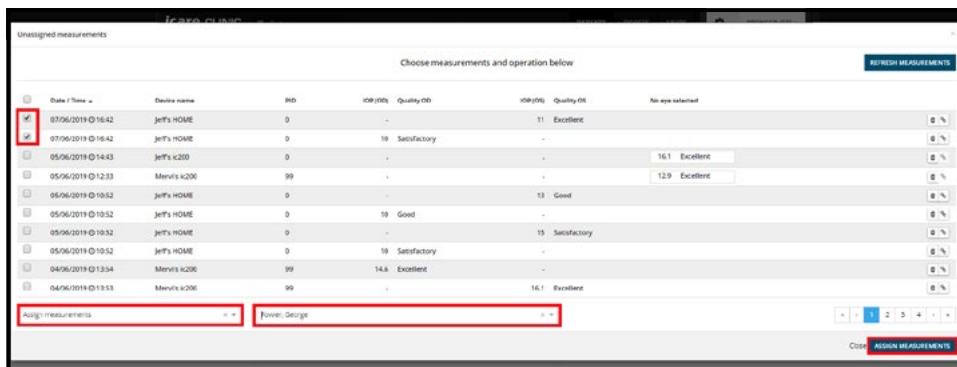 icare CLINIC
Unassigned measurements
Choose measurements and operation below
REFRESH MEASUREMENTS
Date / Time Device name PID IOP (OD) Quality OD IOP (OS) Quality OS No eye selected
07/06/2019 16:42 Jeff's HOME 0 - 11 Excellent
07/06/2019 16:42 Jeff's HOME 0 10 Satisfactory -
05/06/2019 14:43 Jeff's ic200 0 - - 16.1 Excellent
05/06/2019 12:33 Mervi's ic200 99 - - 12.9 Excellent
05/06/2019 10:52 Jeff's HOME 0 - 13 Good
05/06/2019 10:52 Jeff's HOME 0 10 Good -
05/06/2019 10:52 Jeff's HOME 0 - 15 Satisfactory
05/06/2019 10:52 Jeff's HOME 0 10 Satisfactory -
04/06/2019 13:54 Mervi's ic200 99 14.6 Excellent -
04/06/2019 13:53 Mervi's ic200 99 - 16.1 Excellent
Assign measurements × Power, George ×
« ‹ 1 2 3 4 › »
Close ASSIGN MEASUREMENTS